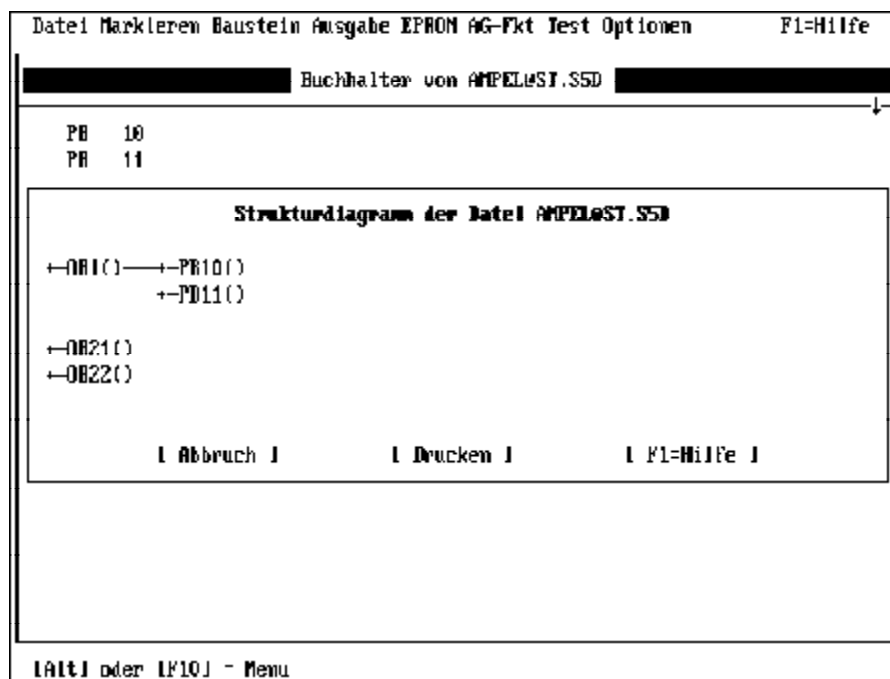 Datei Markieren Baustein Ausgabe EPROM AG-Fkt Test Optionen F1=Hilfe
Buchhalter von AMPEL@ST.S5D
PB 10
PB 11
Strukturdiagramm der Datei AMPEL@ST.S5D
+—OB1()——+—PB10()
+—PB11()
+—OB21()
+—OB22()
[ Abbruch ] [ Drucken ] [ F1=Hilfe ]
[Alt] oder [F10] - Menu